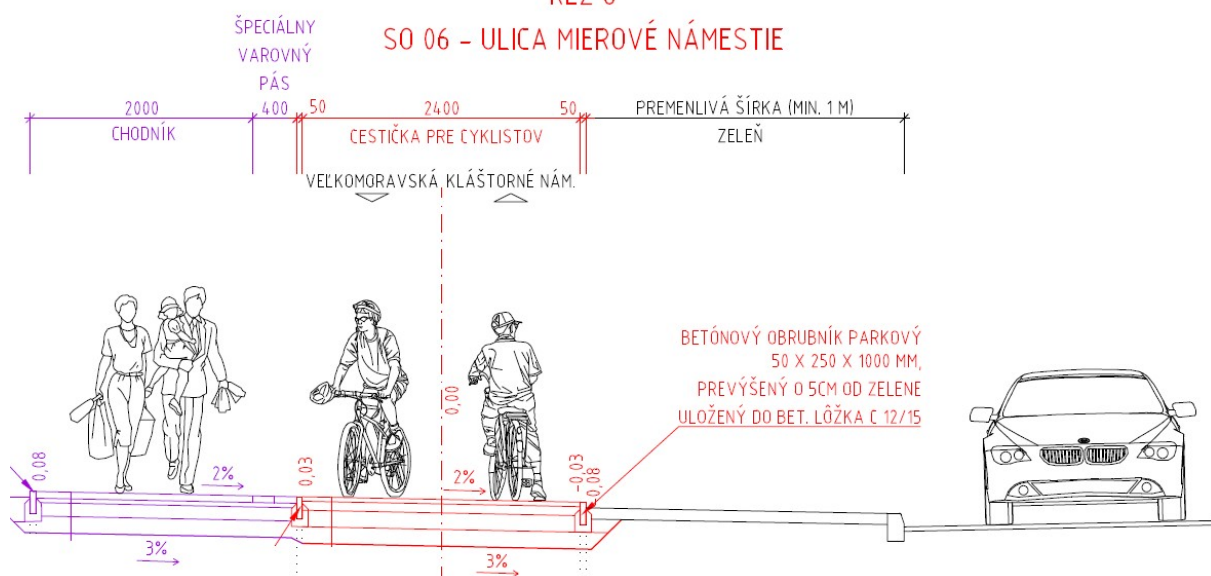 SO 06 - ULICA MIEROVÉ NÁMESTIE
ŠPECIÁLNY
VAROVNÝ
PÁS
2000
400
50
2400
50
PREMENLIVÁ ŠÍRKA (MIN. 1 M)
CHODNÍK
CESTIČKA PRE CYKLISTOV
ZELEŇ
VEĽKOMORAVSKÁ
KLÁŠTORNÉ NÁM.
BETÓNOVÝ OBRUBNÍK PARKOVÝ
50 X 250 X 1000 MM,
PREVÝŠENÝ O 5CM OD ZELENE
ULOŽENÝ DO BET. LÔŽKA C 12/15
0,00
0,08
2%
0,03
2%
-0,03
0,08
3%
3%